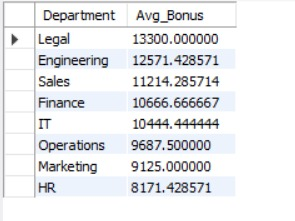 Department Avg_Bonus
Legal 13300.000000
Engineering 12571.428571
Sales 11214.285714
Finance 10666.666667
IT 10444.444444
Operations 9687.500000
Marketing 9125.000000
HR 8171.428571